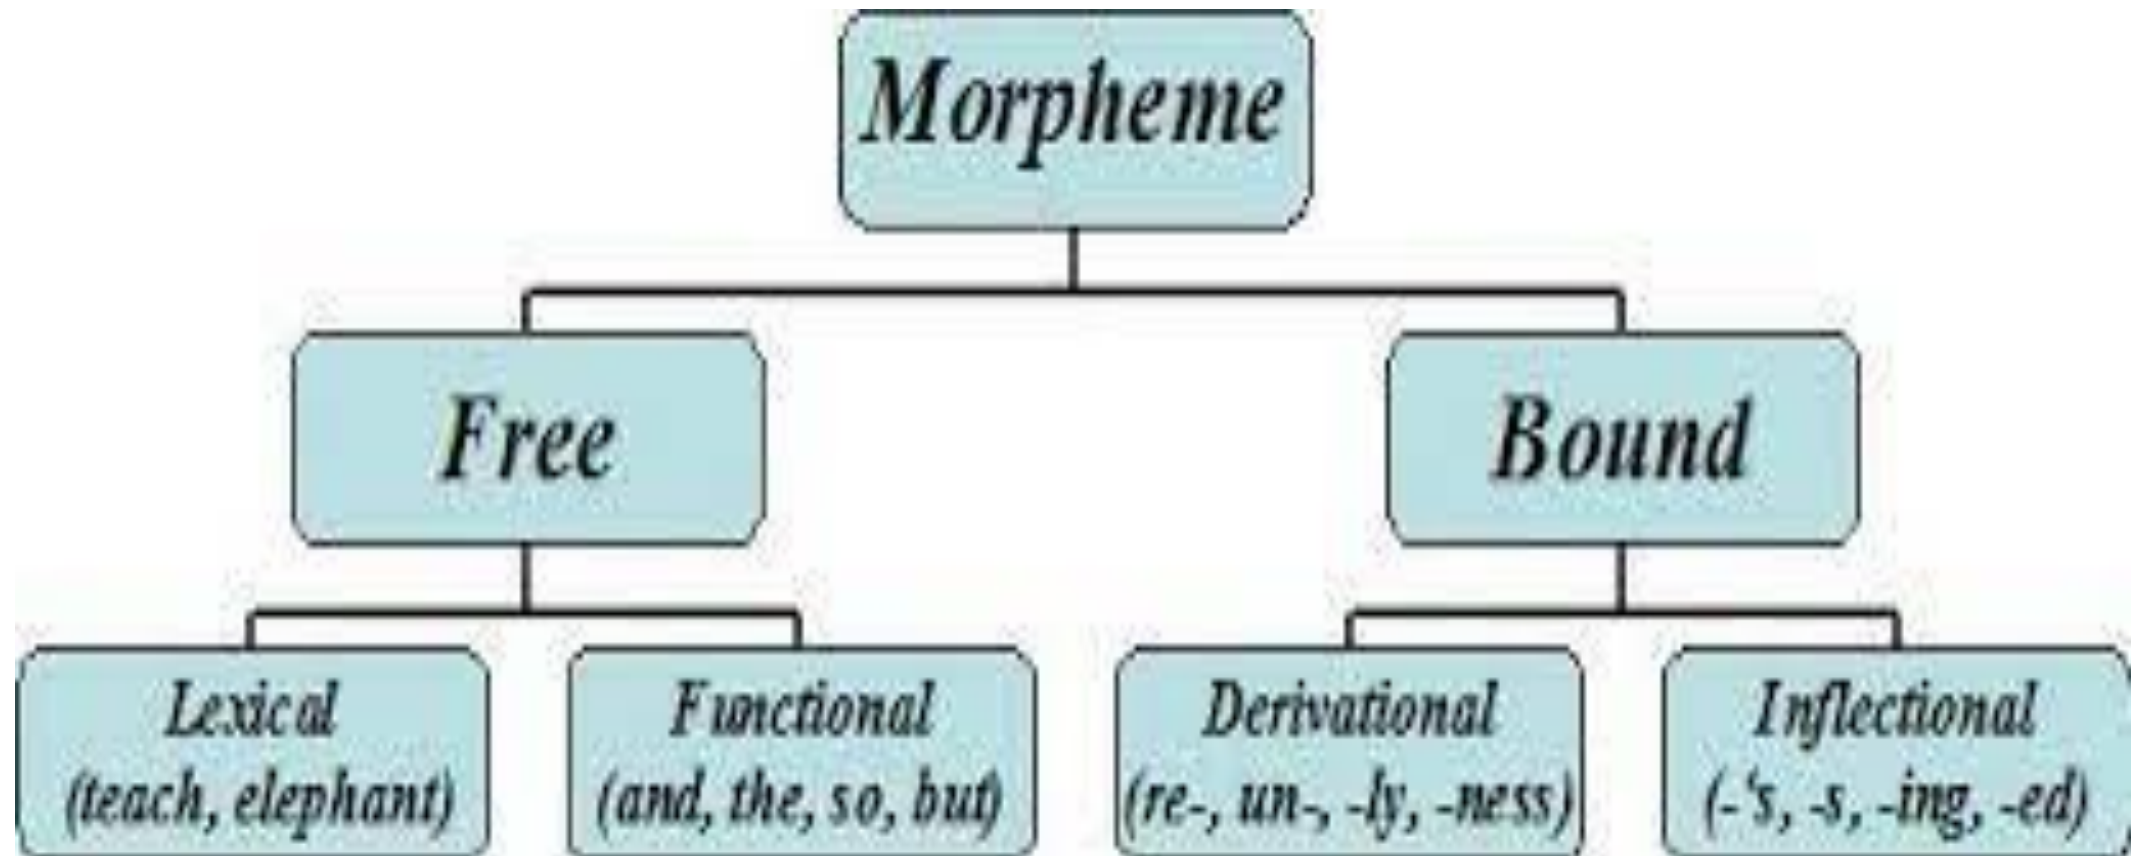 Morpheme
Free
Bound
Lexical
(teach, elephant)
Functional
(and, the, so, but)
Derivational
(re-, un-, -ly, -ness)
Inflectional
(-'s, -s, -ing, -ed)